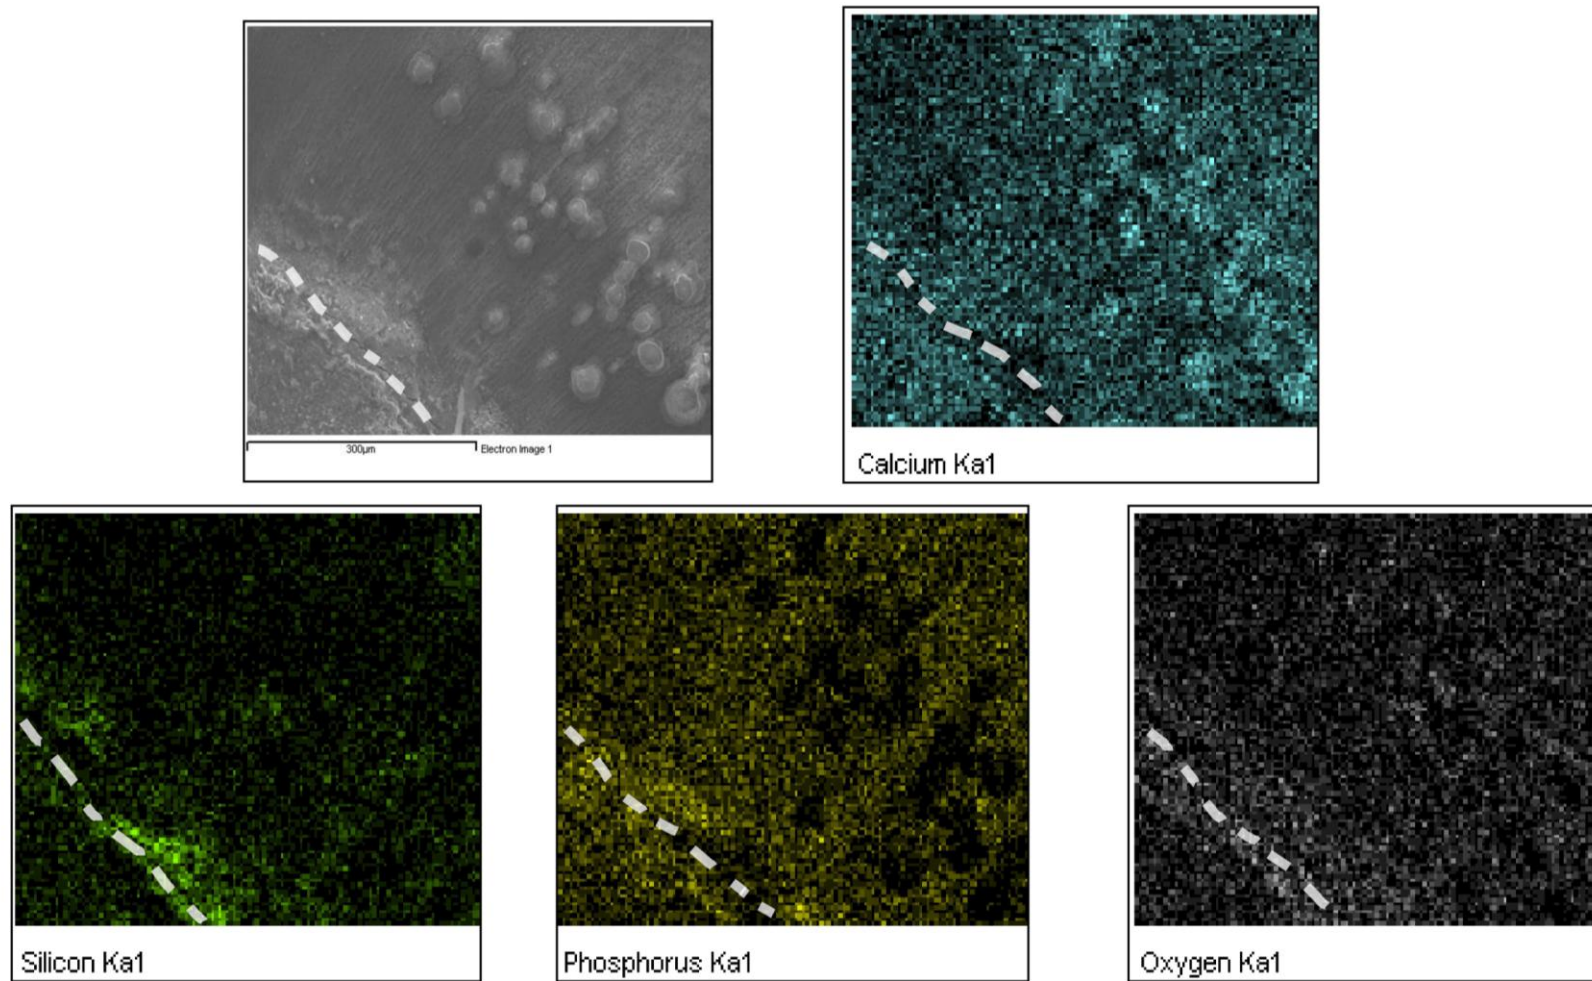 300µm
Electron Image 1
Calcium Ka1
Silicon Ka1
Phosphorus Ka1
Oxygen Ka1